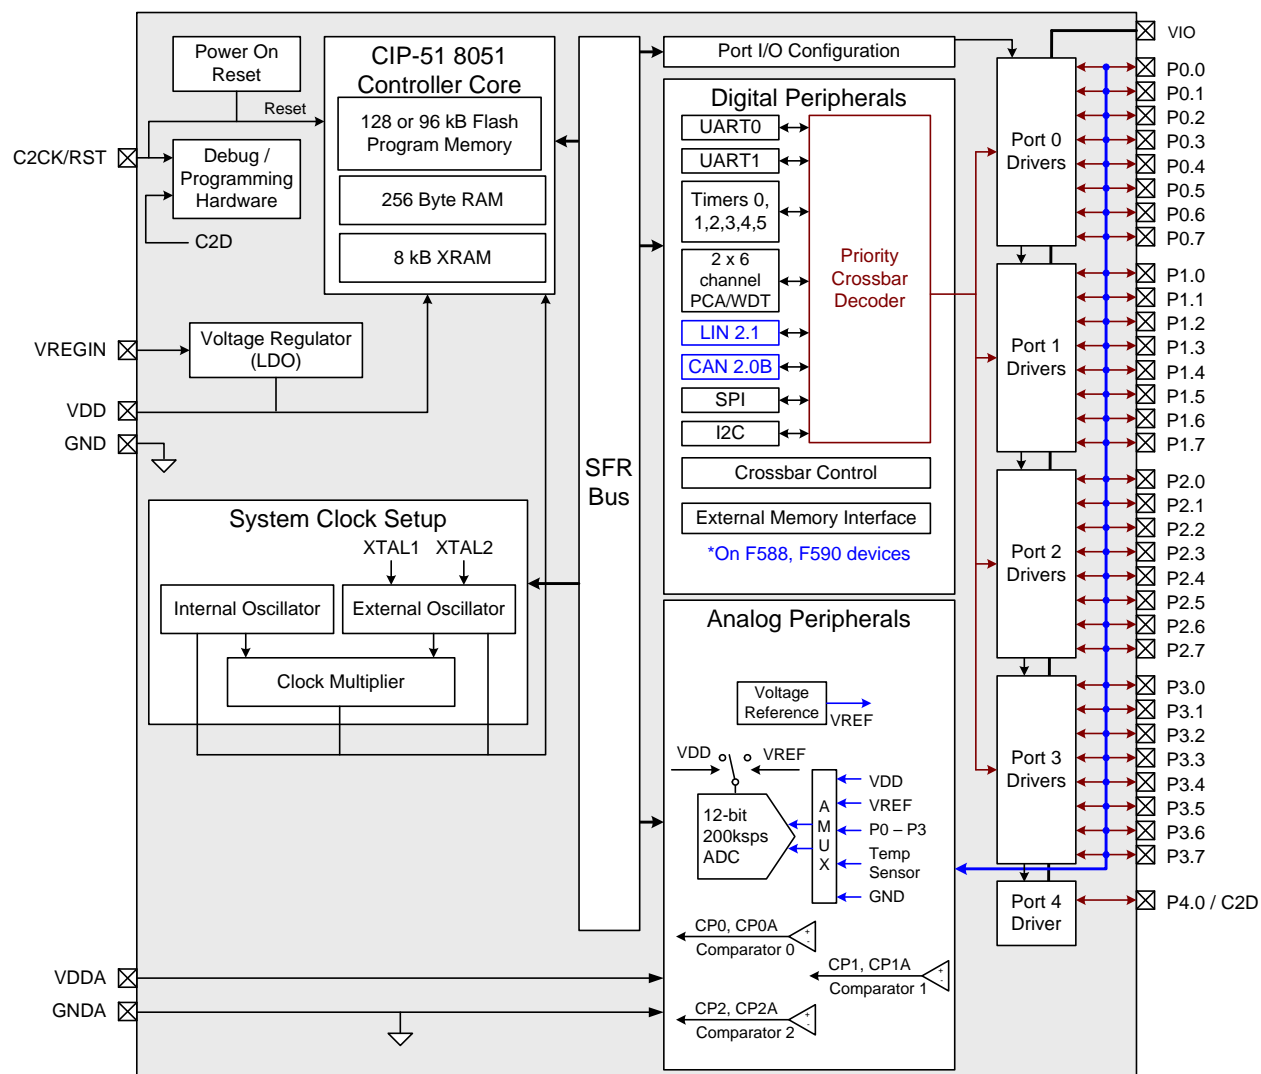 Power On
Reset
Reset
C2CK/RST
Debug /
Programming
Hardware
C2D
CIP-51 8051
Controller Core
128 or 96 kB Flash
Program Memory
256 Byte RAM
8 kB XRAM
VREGIN
Voltage Regulator
(LDO)
VDD
GND
System Clock Setup
XTAL1
XTAL2
Internal Oscillator
External Oscillator
Clock Multiplier
VDDA
GNDA
SFR
Bus
Port I/O Configuration
Digital Peripherals
UART0
UART1
Timers 0,
1,2,3,4,5
2 x 6
channel
PCA/WDT
LIN 2.1
CAN 2.0B
SPI
I2C
Priority
Crossbar
Decoder
Crossbar Control
External Memory Interface
*On F588, F590 devices
Analog Peripherals
Voltage
Reference
VREF
VDD
VREF
12-bit
200ksps
ADC
A
M
U
X
VDD
VREF
P0 – P3
Temp
Sensor
GND
CP0, CP0A
+
-
Comparator 0
CP1, CP1A
+
-
Comparator 1
CP2, CP2A
+
-
Comparator 2
Port 0
Drivers
Port 1
Drivers
Port 2
Drivers
Port 3
Drivers
Port 4
Driver
VIO
P0.0
P0.1
P0.2
P0.3
P0.4
P0.5
P0.6
P0.7
P1.0
P1.1
P1.2
P1.3
P1.4
P1.5
P1.6
P1.7
P2.0
P2.1
P2.2
P2.3
P2.4
P2.5
P2.6
P2.7
P3.0
P3.1
P3.2
P3.3
P3.4
P3.5
P3.6
P3.7
P4.0 / C2D